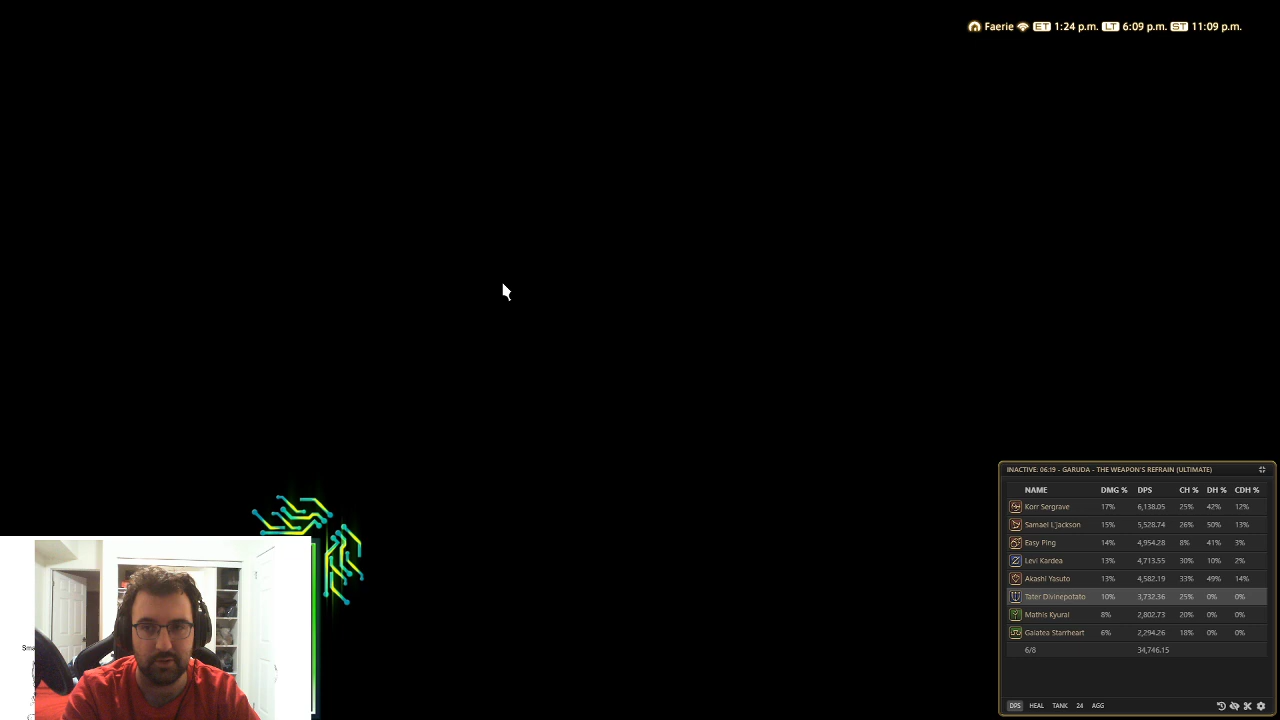 Faerie ET 1:24 p.m. LT 6:09 p.m. ST 11:09 p.m.
INACTIVE: 06:19 - GARUDA - THE WEAPON'S REFRAIN (ULTIMATE)
NAME DMG % DPS CH % DH % CDH %
Korr Sergrave 17% 6,138.05 25% 42% 12%
Samael L'Jackson 15% 5,528.74 26% 50% 13%
Easy Ping 14% 4,954.28 8% 41% 3%
Levi Kardea 13% 4,713.55 30% 10% 2%
Akashi Yasuto 13% 4,582.19 33% 49% 14%
Tater Divinepotato 10% 3,732.36 25% 0% 0%
Mathis Kyurai 8% 2,802.73 20% 0% 0%
Galatea Starrheart 6% 2,294.26 18% 0% 0%
6/8 34,746.15
Sma
DPS HEAL TANK 24 AGG